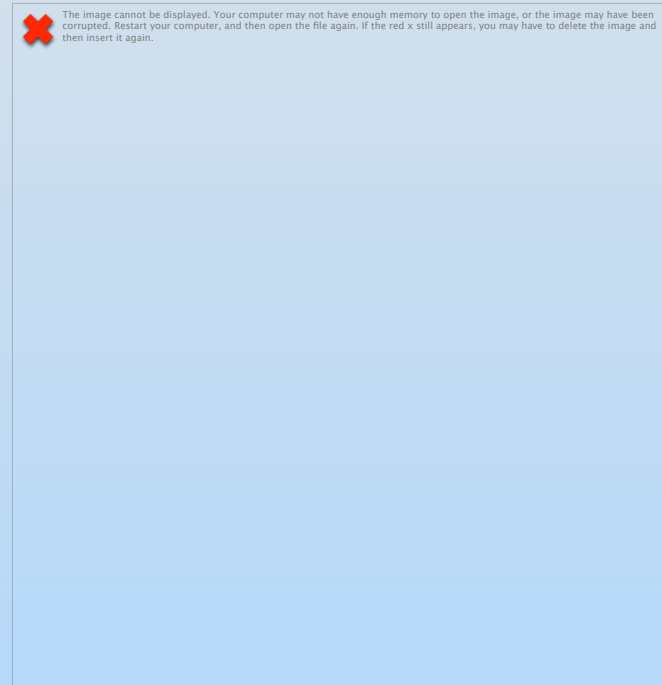 The image cannot be displayed. Your computer may not have enough memory to open the image, or the image may have been
corrupted. Restart your computer, and then open the file again. If the red x still appears, you may have to delete the image and
then insert it again.